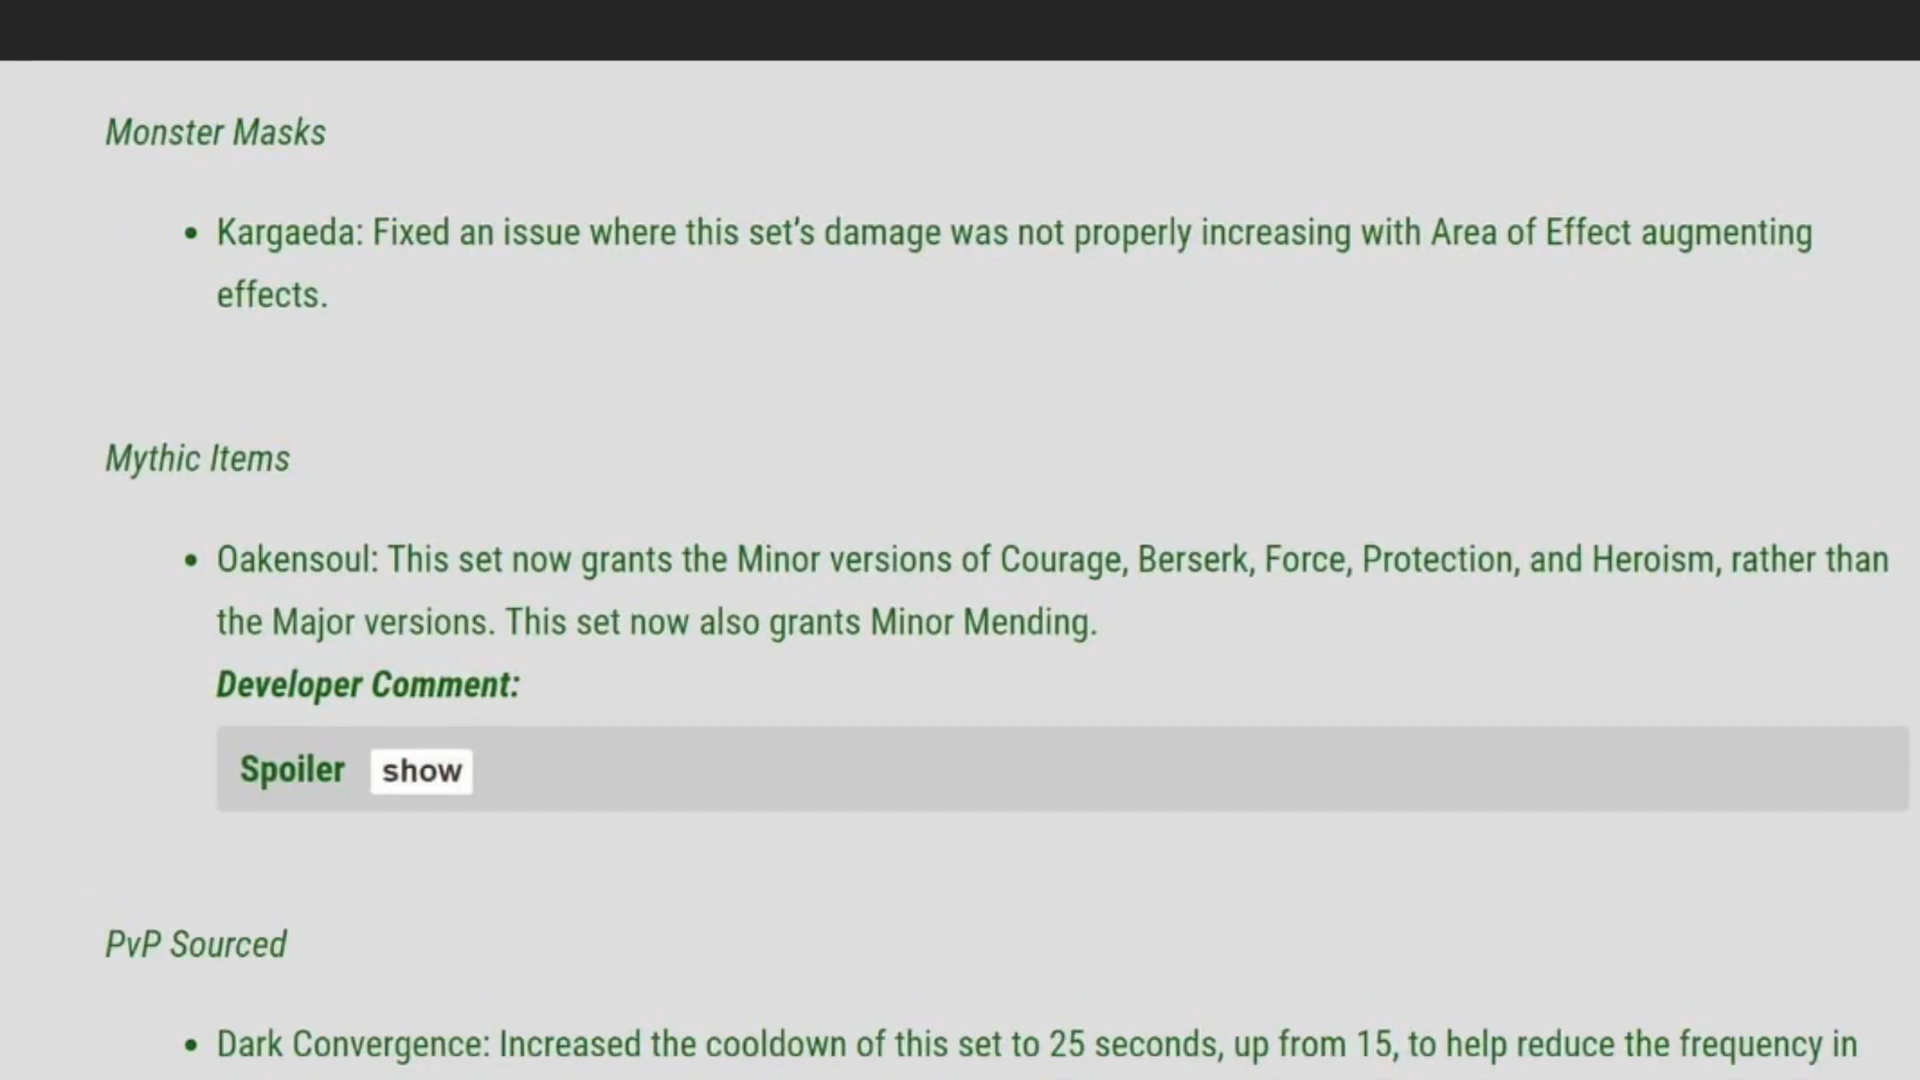 Monster Masks
• Kargaeda: Fixed an issue where this set's damage was not properly increasing with Area of Effect augmenting
effects.
Mythic Items
• Oakensoul: This set now grants the Minor versions of Courage, Berserk, Force, Protection, and Heroism, rather than
the Major versions. This set now also grants Minor Mending.
Developer Comment:
Spoiler show
PvP Sourced
• Dark Convergence: Increased the cooldown of this set to 25 seconds, up from 15, to help reduce the frequency in